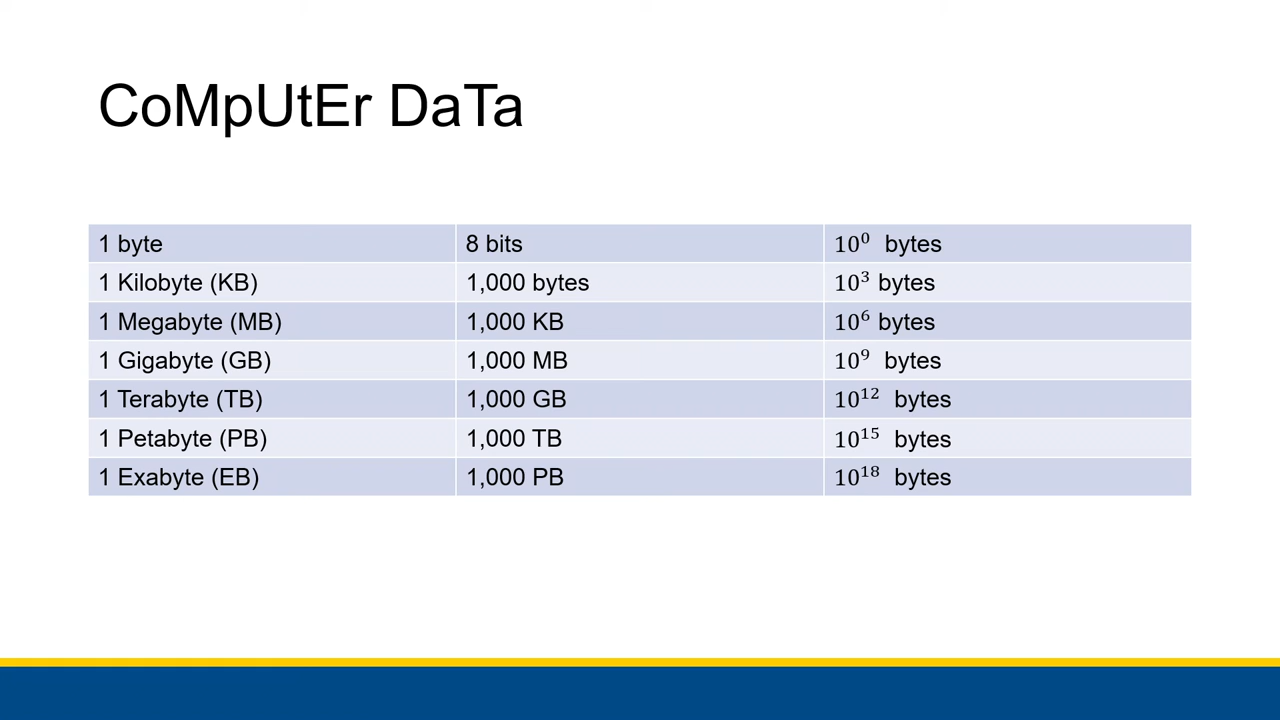 CoMpUtEr DaTa
1 byte 8 bits 10⁰ bytes
1 Kilobyte (KB) 1,000 bytes 10³ bytes
1 Megabyte (MB) 1,000 KB 10⁶ bytes
1 Gigabyte (GB) 1,000 MB 10⁹ bytes
1 Terabyte (TB) 1,000 GB 10¹² bytes
1 Petabyte (PB) 1,000 TB 10¹⁵ bytes
1 Exabyte (EB) 1,000 PB 10¹⁸ bytes